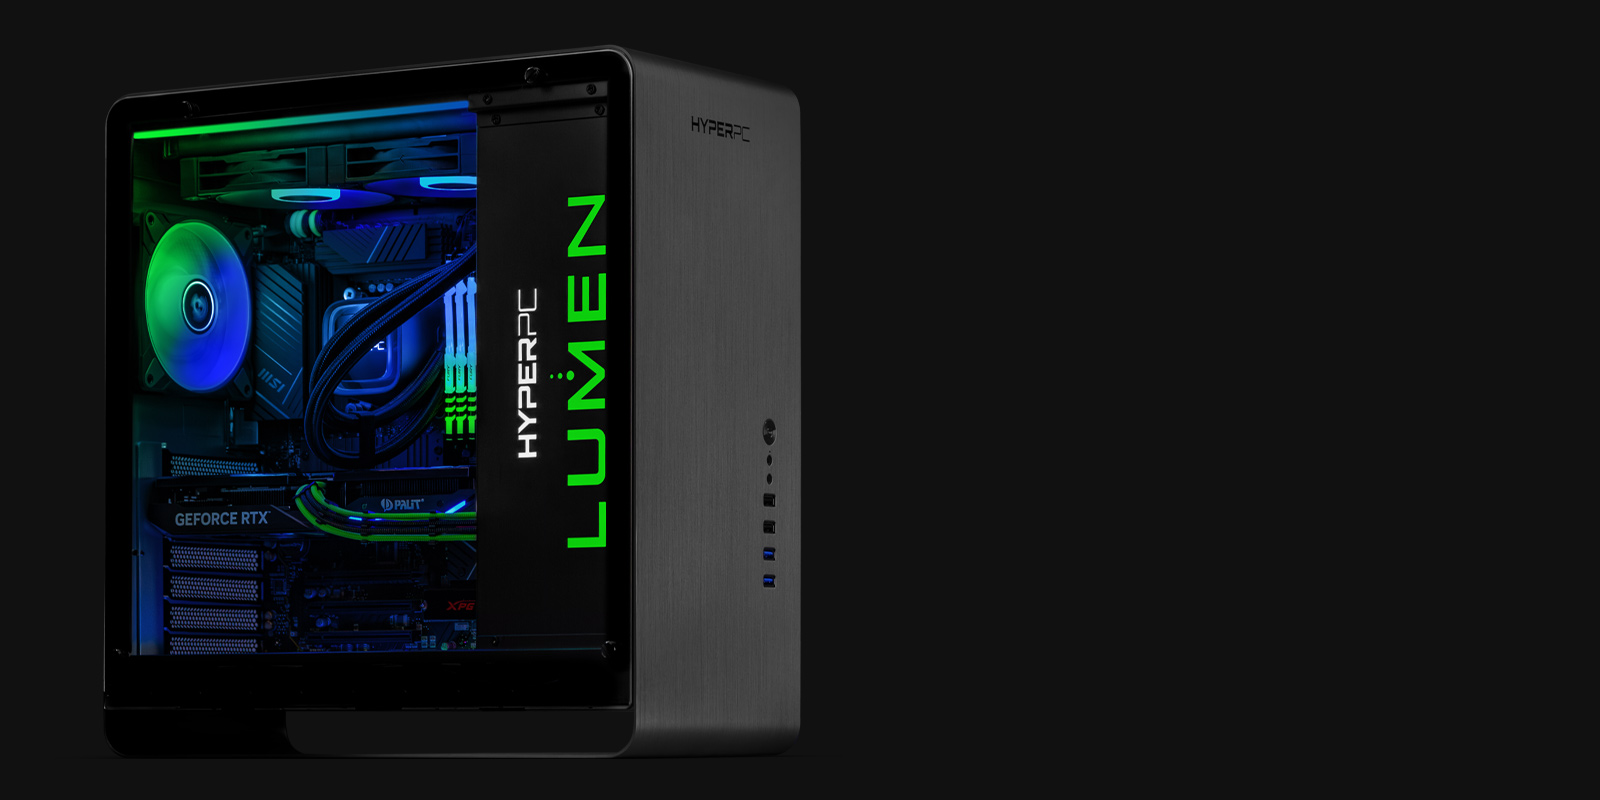 HYPERPC
HYPERPC
LUMEN
msi
GEFORCE RTX
PALIT
XPG